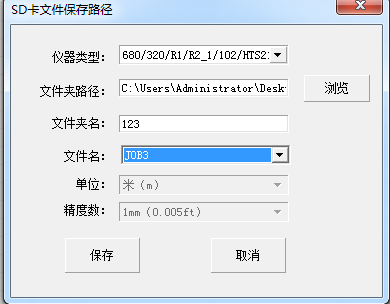 SD卡文件保存路径
仪器类型： 680/320/R1/R2_1/102/HTS2
文件夹路径： C:\Users\Administrator\Desk 浏览
文件夹名： 123
文件名： JOB3
单位： 米（m）
精度数： 1mm（0.005ft）
保存 取消